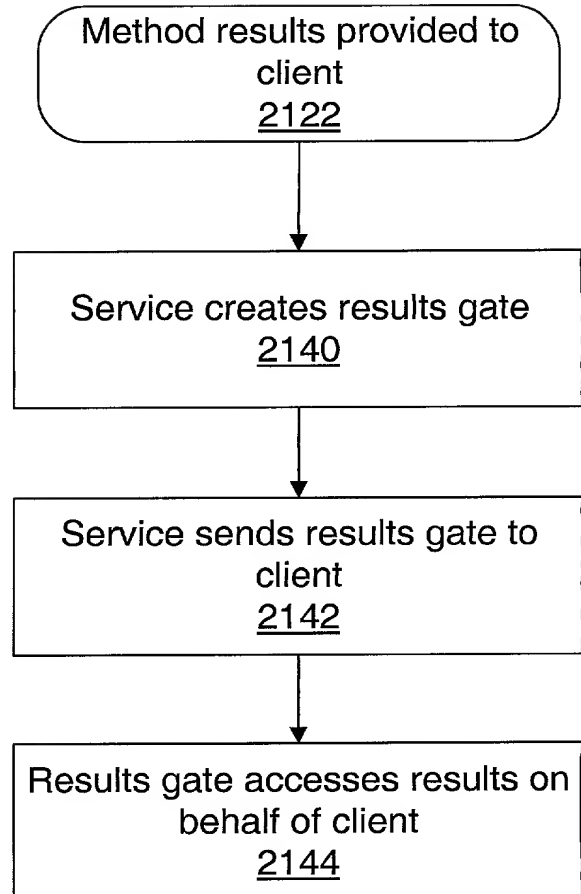 Method results provided to
client
2122
Service creates results gate
2140
Service sends results gate to
client
2142
Results gate accesses results on
behalf of client
2144